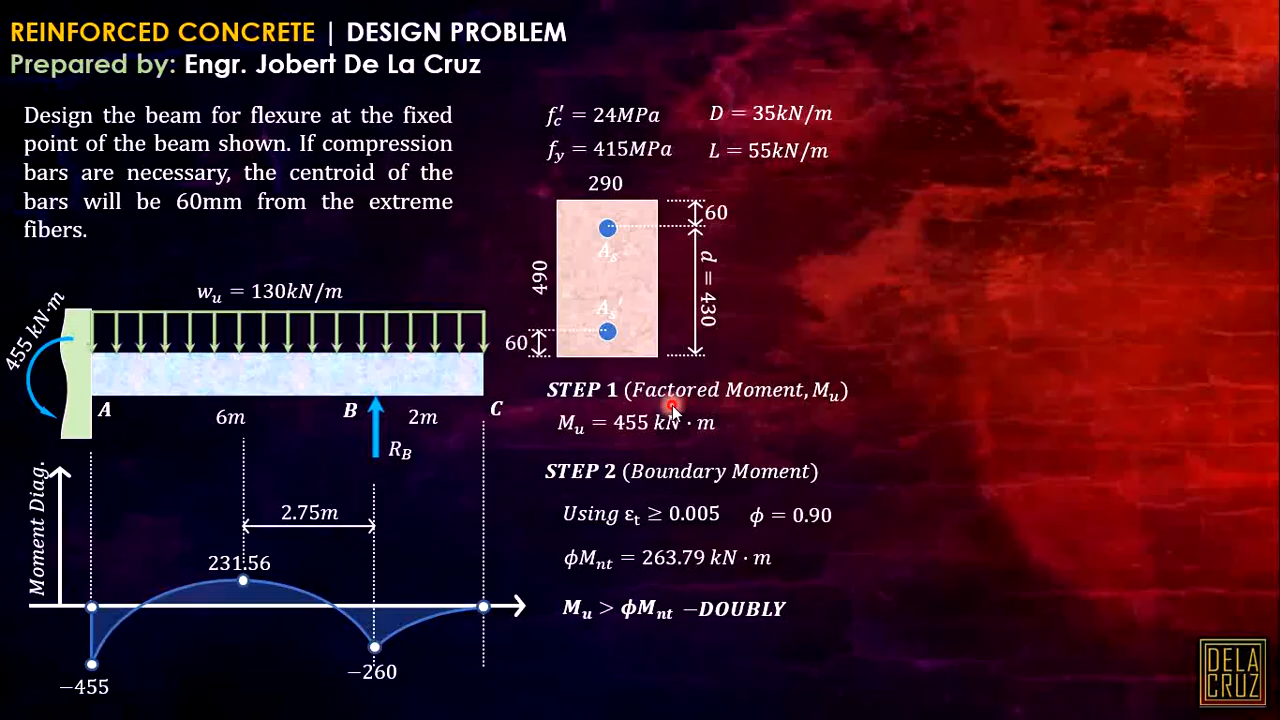 REINFORCED CONCRETE | DESIGN PROBLEM
Prepared by: Engr. Jobert De La Cruz
Design the beam for flexure at the fixed
point of the beam shown. If compression
bars are necessary, the centroid of the
bars will be 60mm from the extreme
fibers.
f'c = 24MPa
D = 35kN/m
fy = 415MPa
L = 55kN/m
290
60
As
490
d = 430
As'
60
wu = 130kN/m
455 kN·m
A
6m
B
2m
C
RB
Moment Diag.
2.75m
231.56
−455
−260
STEP 1 (Factored Moment, Mu)
Mu = 455 kN · m
STEP 2 (Boundary Moment)
Using εt ≥ 0.005 ϕ = 0.90
ϕMnt = 263.79 kN · m
Mu > ϕMnt −DOUBLY
DELA
CRUZ